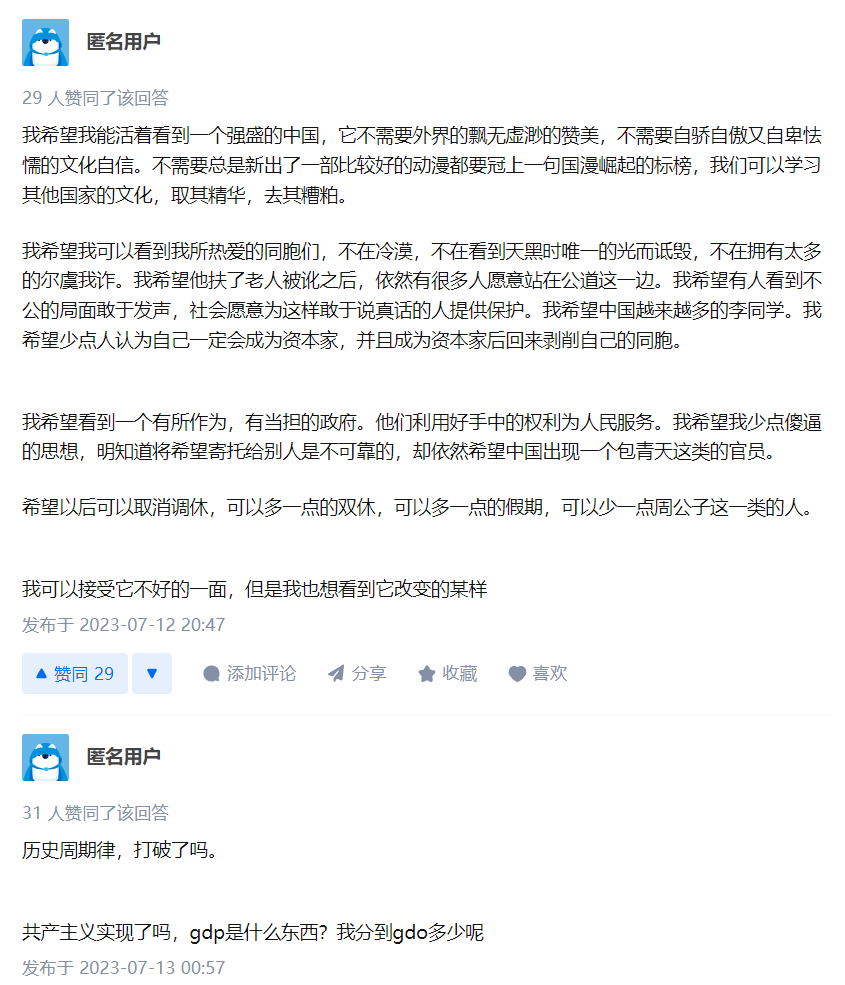 匿名用户
29 人赞同了该回答
我希望我能活着看到一个强盛的中国，它不需要外界的飘无虚渺的赞美，不需要自骄自傲又自卑怯
懦的文化自信。不需要总是新出了一部比较好的动漫都要冠上一句国漫崛起的标榜，我们可以学习
其他国家的文化，取其精华，去其糟粕。
我希望我可以看到我所热爱的同胞们，不在冷漠，不在看到天黑时唯一的光而诋毁，不在拥有太多
的尔虞我诈。我希望他扶了老人被讹之后，依然有很多人愿意站在公道这一边。我希望有人看到不
公的局面敢于发声，社会愿意为这样敢于说真话的人提供保护。我希望中国越来越多的李同学。我
希望少点人认为自己一定会成为资本家，并且成为资本家后回来剥削自己的同胞。
我希望看到一个有所作为，有当担的政府。他们利用好手中的权利为人民服务。我希望我少点傻逼
的思想，明知道将希望寄托给别人是不可靠的，却依然希望中国出现一个包青天这类的官员。
希望以后可以取消调休，可以多一点的双休，可以多一点的假期，可以少一点周公子这一类的人。
我可以接受它不好的一面，但是我也想看到它改变的某样
发布于 2023-07-12 20:47
赞同 29 添加评论 分享 收藏 喜欢
匿名用户
31 人赞同了该回答
历史周期律，打破了吗。
共产主义实现了吗，gdp是什么东西？我分到gdo多少呢
发布于 2023-07-13 00:57